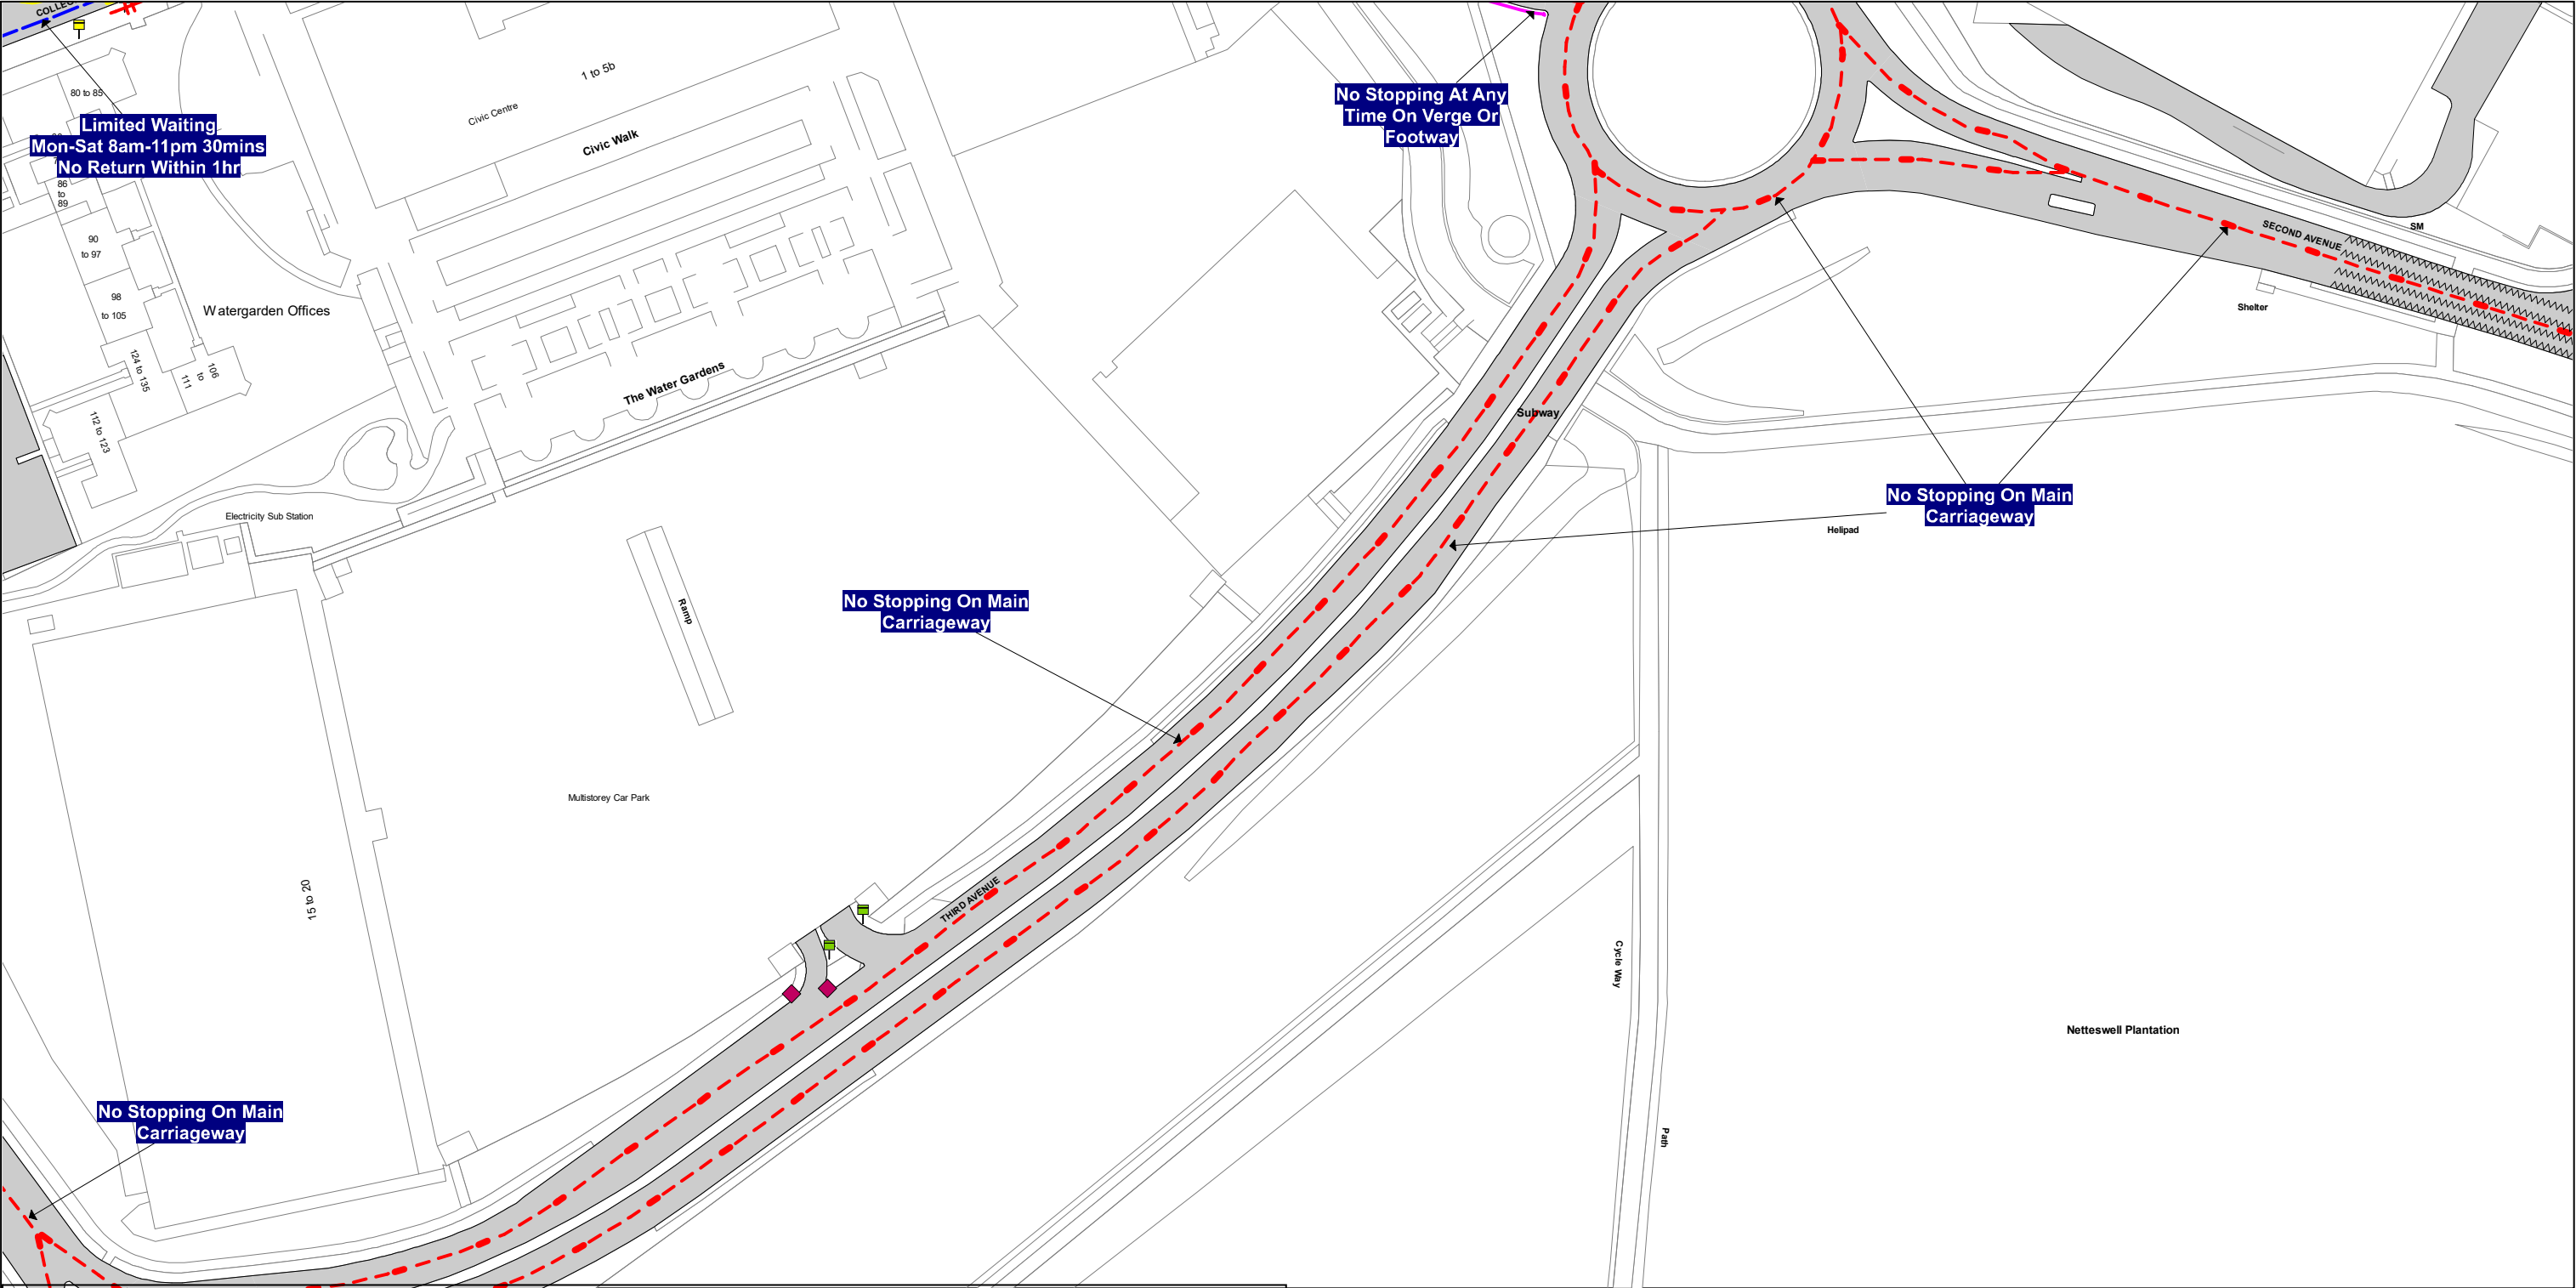 COLLE
1 to 5b
80 to 85
Civic Centre
No Stopping At Any
Time On Verge Or
Footway
Limited Waiting
Mon-Sat 8am-11pm 30mins
No Return Within 1hr
Civic Walk
86
to
89
90
to 97
98
to 105
Watergarden Offices
124 to 135
106
to
111
112 to 123
The Water Gardens
SECOND AVENUE
SM
Shelter
Subway
No Stopping On Main
Carriageway
Helipad
Electricity Sub Station
Ramp
No Stopping On Main
Carriageway
Multistorey Car Park
15 to 20
THIRD AVENUE
Cycle Way
Netteswell Plantation
Path
No Stopping On Main
Carriageway